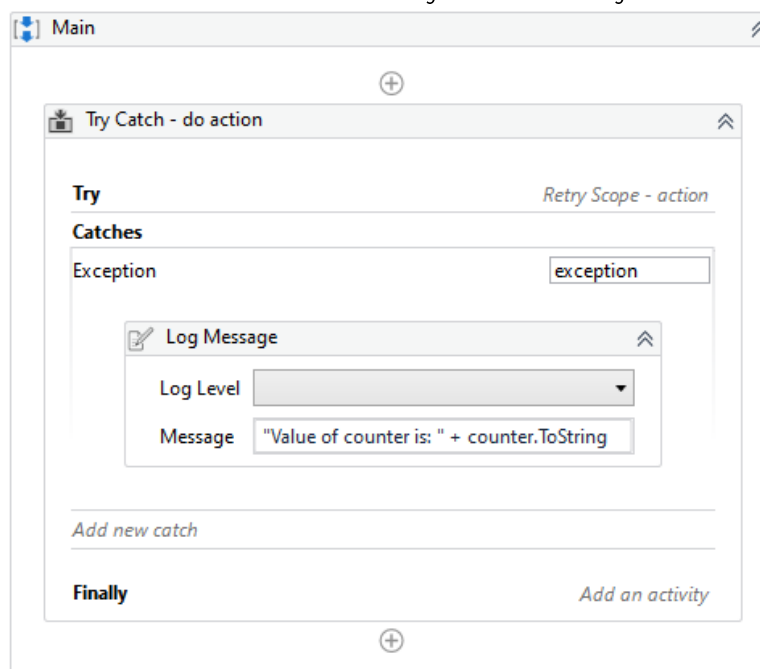 Main
Try Catch - do action
Try Retry Scope - action
Catches
Exception exception
Log Message
Log Level
Message "Value of counter is: " + counter.ToString
Add new catch
Finally Add an activity